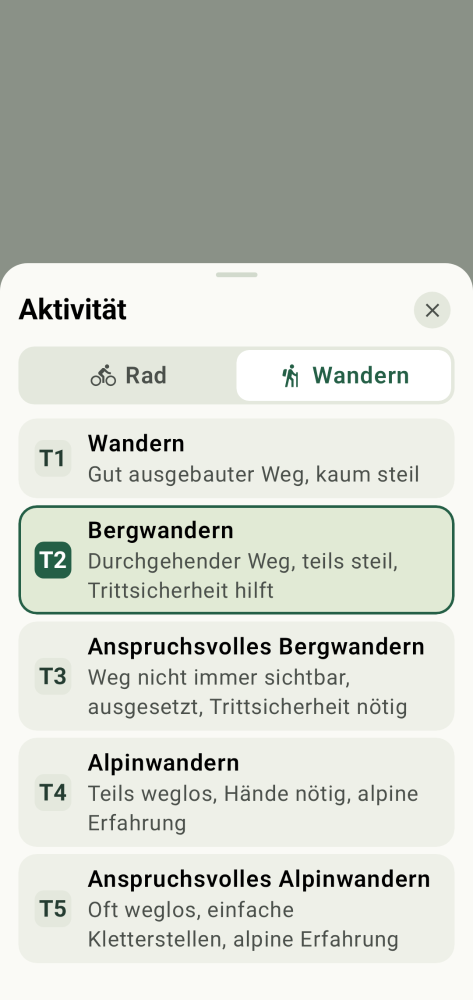 Aktivität
Rad
Wandern
T1
Wandern
Gut ausgebauter Weg, kaum steil
T2
Bergwandern
Durchgehender Weg, teils steil,
Trittsicherheit hilft
T3
Anspruchsvolles Bergwandern
Weg nicht immer sichtbar,
ausgesetzt, Trittsicherheit nötig
T4
Alpinwandern
Teils weglos, Hände nötig, alpine
Erfahrung
T5
Anspruchsvolles Alpinwandern
Oft weglos, einfache
Kletterstellen, alpine Erfahrung